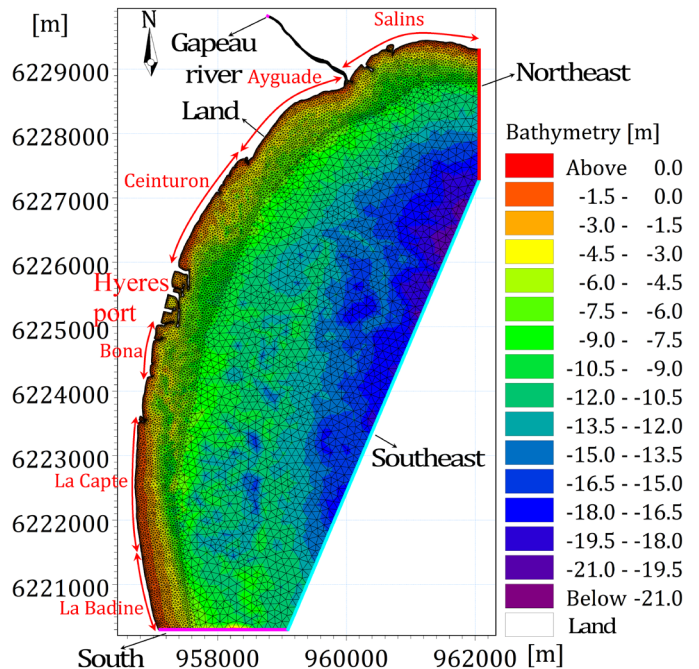 [m]
N
Salins
Gapeau
river
Ayguade
Northeast
Land
Ceinturon
Hyeres
port
Bona
La Capte
Southeast
La Badine
South
6229000
6228000
6227000
6226000
6225000
6224000
6223000
6222000
6221000
958000
960000
962000
[m]
Bathymetry [m]
Above 0.0
-1.5 - 0.0
-3.0 - -1.5
-4.5 - -3.0
-6.0 - -4.5
-7.5 - -6.0
-9.0 - -7.5
-10.5 - -9.0
-12.0 - -10.5
-13.5 - -12.0
-15.0 - -13.5
-16.5 - -15.0
-18.0 - -16.5
-19.5 - -18.0
-21.0 - -19.5
Below -21.0
Land